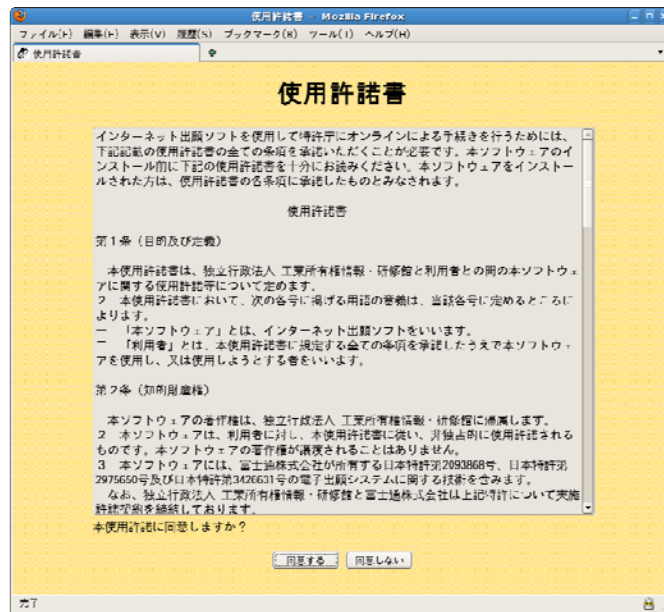 使用許諾書 - Mozilla Firefox
ファイル(F) 編集(E) 表示(V) 履歴(S) ブックマーク(B) ツール(T) ヘルプ(H)
使用許諾書
使用許諾書
インターネット出願ソフトを使用して特許庁にオンラインによる手続きを行うためには、
下記記載の使用許諾書の全ての条項を承諾いただくことが必要です。本ソフトウェアのイ
ンストール前に下記の使用許諾書を十分にお読みください。本ソフトウェアをインストー
ルされた方は、使用許諾書の各条項に承諾したものとみなされます。
使用許諾書
第1条（目的及び定義）
本使用許諾書は、独立行政法人 工業所有権情報・研修館と利用者との間の本ソフトウェ
アに関する使用許諾等について定めます。
２　本使用許諾書において、次の各号に掲げる用語の意義は、当該各号に定めるところに
よります。
一　「本ソフトウェア」とは、インターネット出願ソフトをいいます。
二　「利用者」とは、本使用許諾書に規定する全ての条項を承諾したうえで本ソフトウェ
アを使用し、又は使用しようとする者をいいます。
第2条（知的財産権）
本ソフトウェアの著作権は、独立行政法人 工業所有権情報・研修館に帰属します。
２　本ソフトウェアは、利用者に対し、本使用許諾書に従い、非独占的に使用許諾される
ものです。本ソフトウェアの著作権が譲渡されることはありません。
３　本ソフトウェアには、富士通株式会社が所有する日本特許第2093868号、日本特許第
2975650号及び日本特許第3426631号の電子出願システムに関する技術を含みます。
なお、独立行政法人 工業所有権情報・研修館と富士通株式会社は上記特許について実施
許諾契約を締結しております。
本使用許諾に同意しますか？
同意する 同意しない
完了